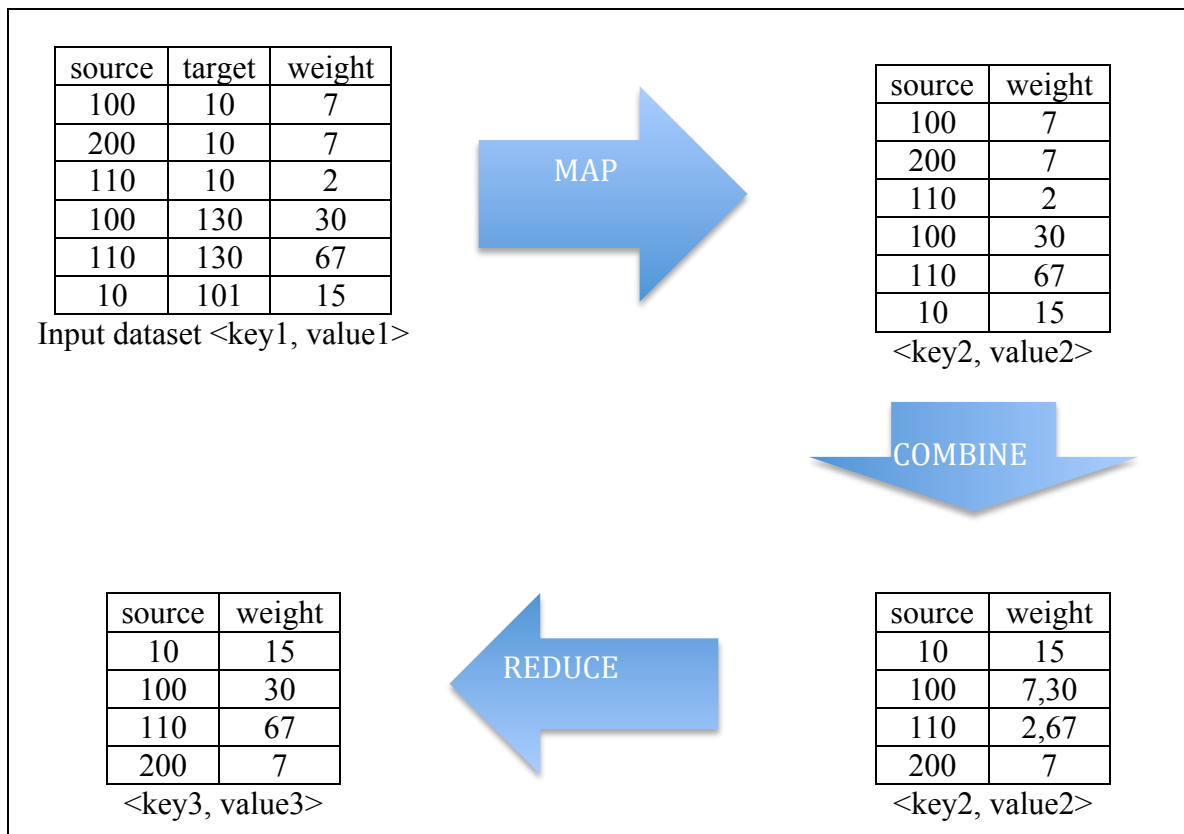 source target weight
100 10 7
200 10 7
110 10 2
100 130 30
110 130 67
10 101 15
Input dataset <key1, value1>
MAP
source weight
100 7
200 7
110 2
100 30
110 67
10 15
<key2, value2>
COMBINE
source weight
10 15
100 7,30
110 2,67
200 7
<key2, value2>
REDUCE
source weight
10 15
100 30
110 67
200 7
<key3, value3>